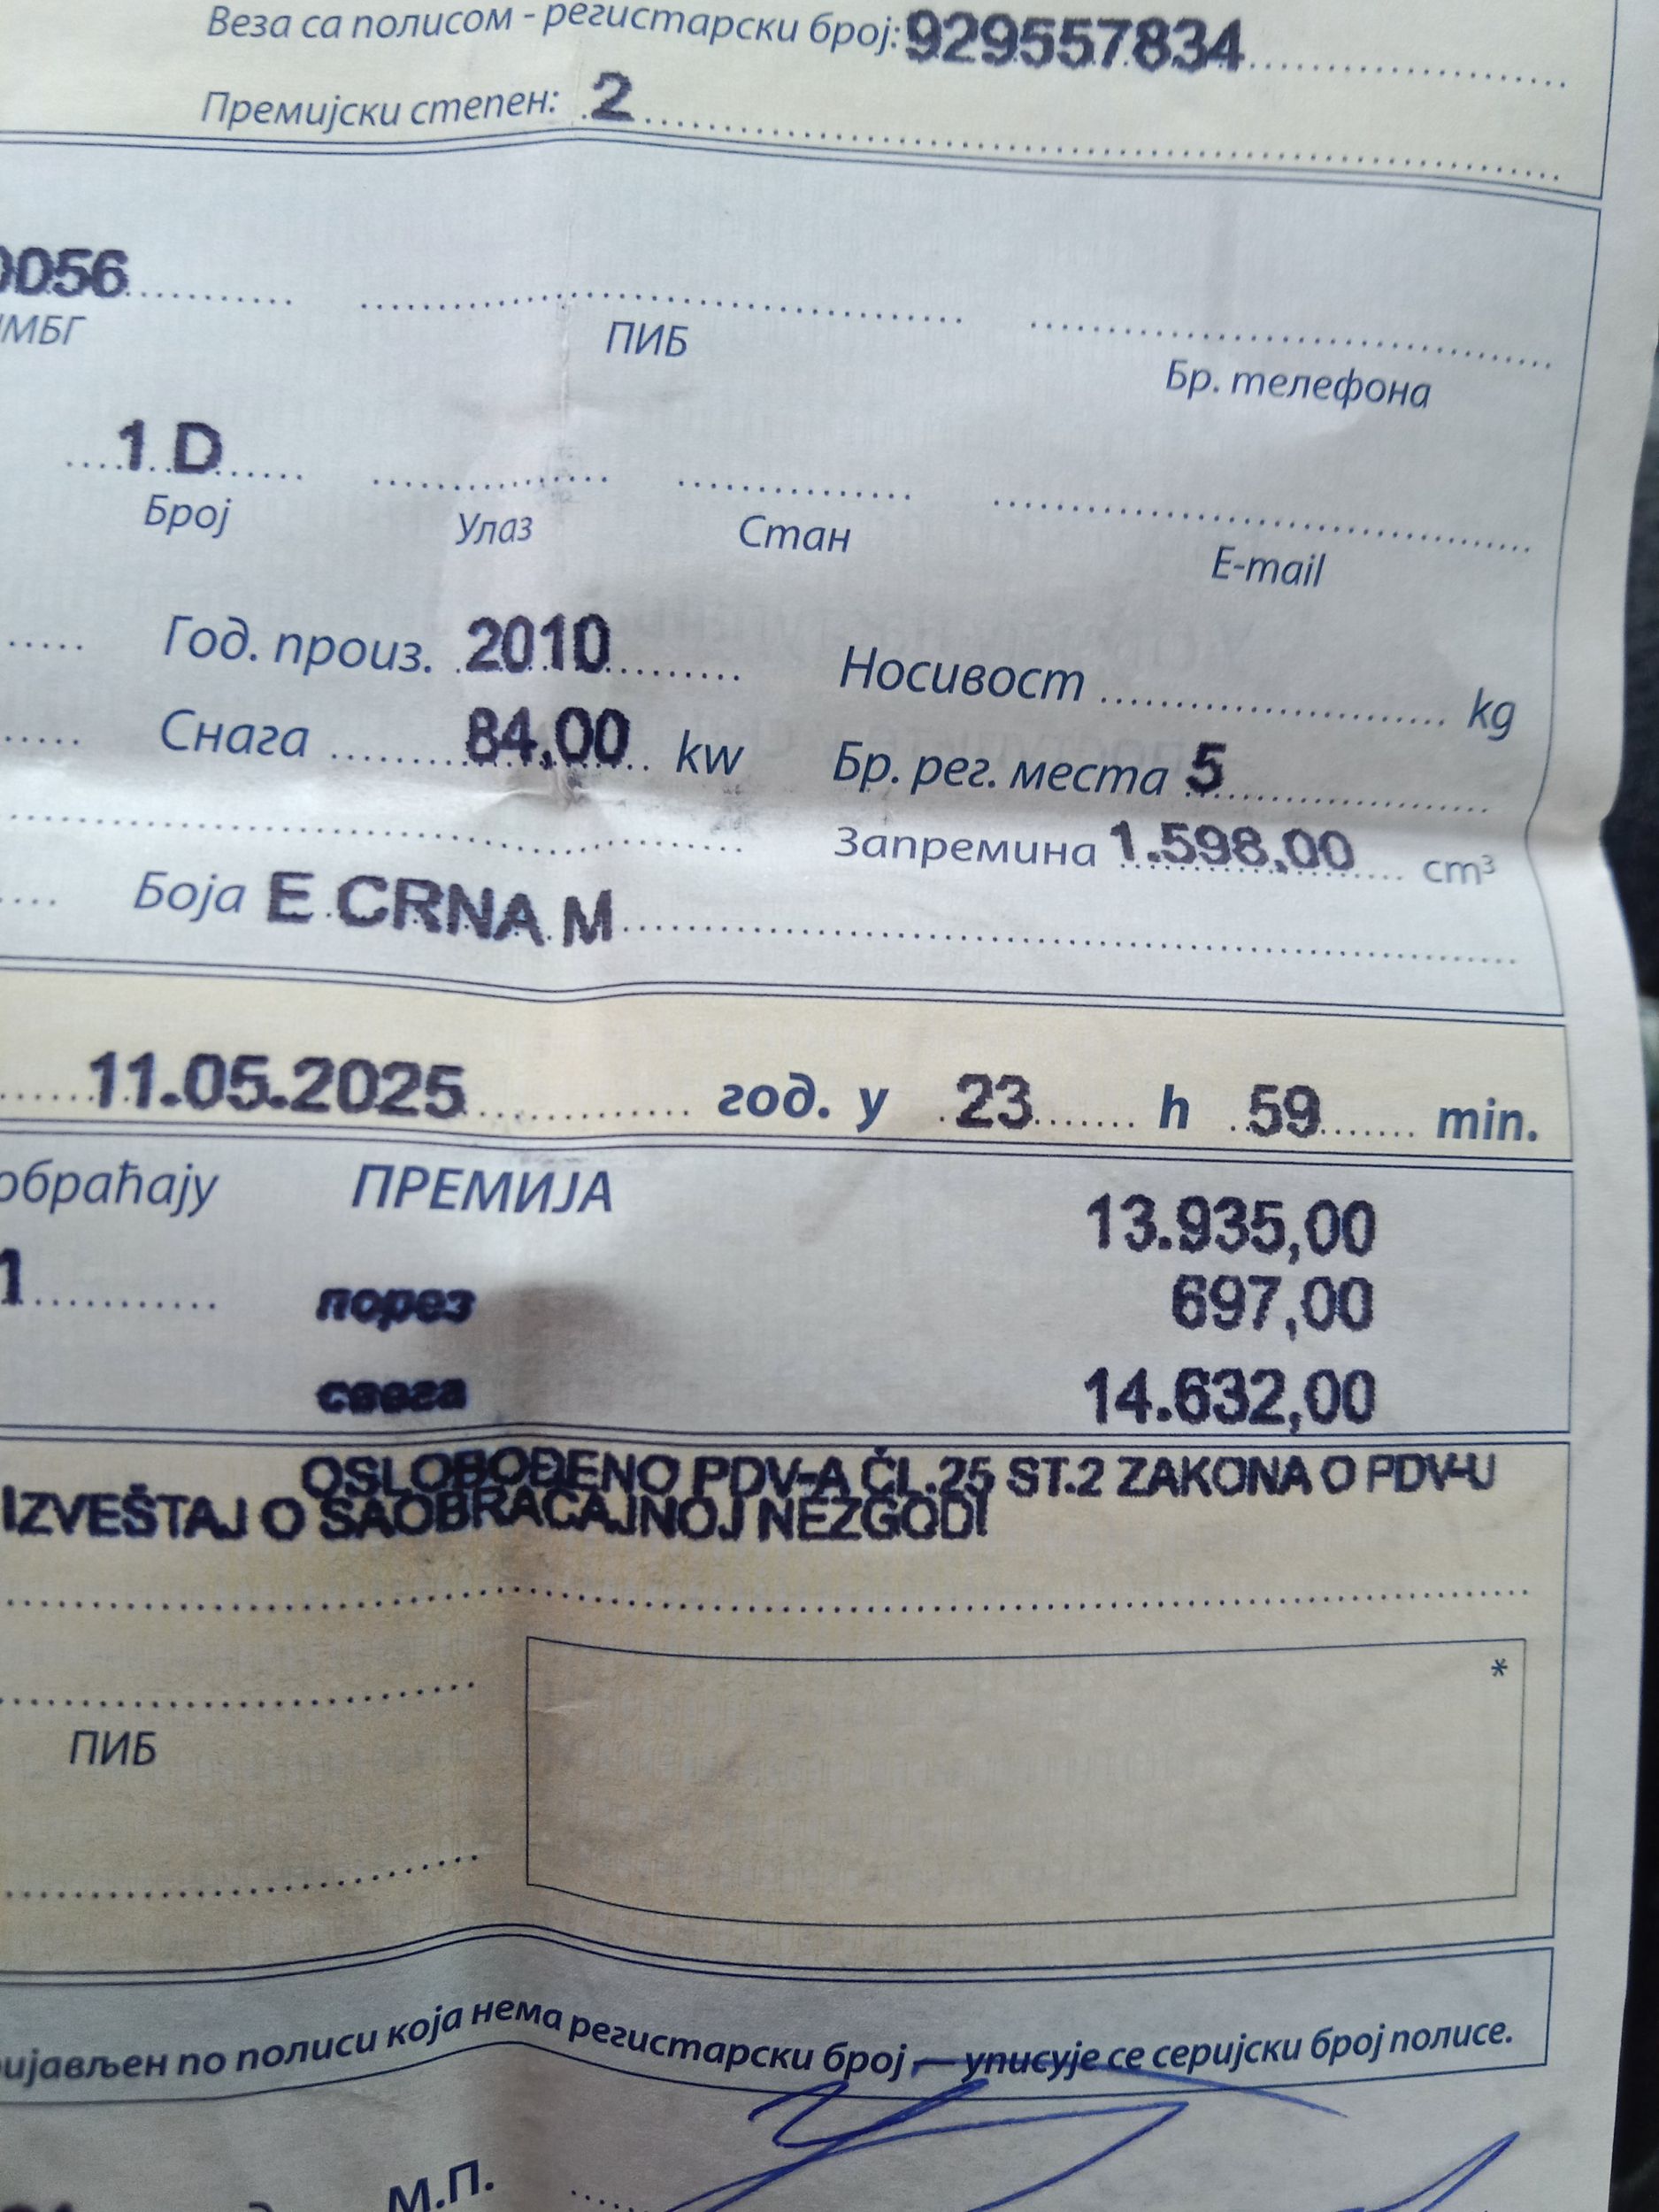 Веза са полисом - регистарски број: 929557834
Премијски степен: 2
0056
МБГ ПИБ Бр. телефона
1 D
Број Улаз Стан E-mail
Год. произ. 2010 Носивост kg
Снага 84,00 kw Бр. рег. места 5
Запремина 1.598,00 cm³
Боја E CRNA M
11.05.2025 год. у 23 h 59 min.
обраћају ПРЕМИЈА 13.935,00
1 порез 697,00
свега 14.632,00
OSLOBOĐENO PDV-A ČL.25 ST.2 ZAKONA O PDV-U
IZVEŠTAJ O SAOBRAĆAJNOJ NEZGODI
*
ПИБ
ијављен по полиси која нема регистарски број — уписује се серијски број полисе.
М.П.